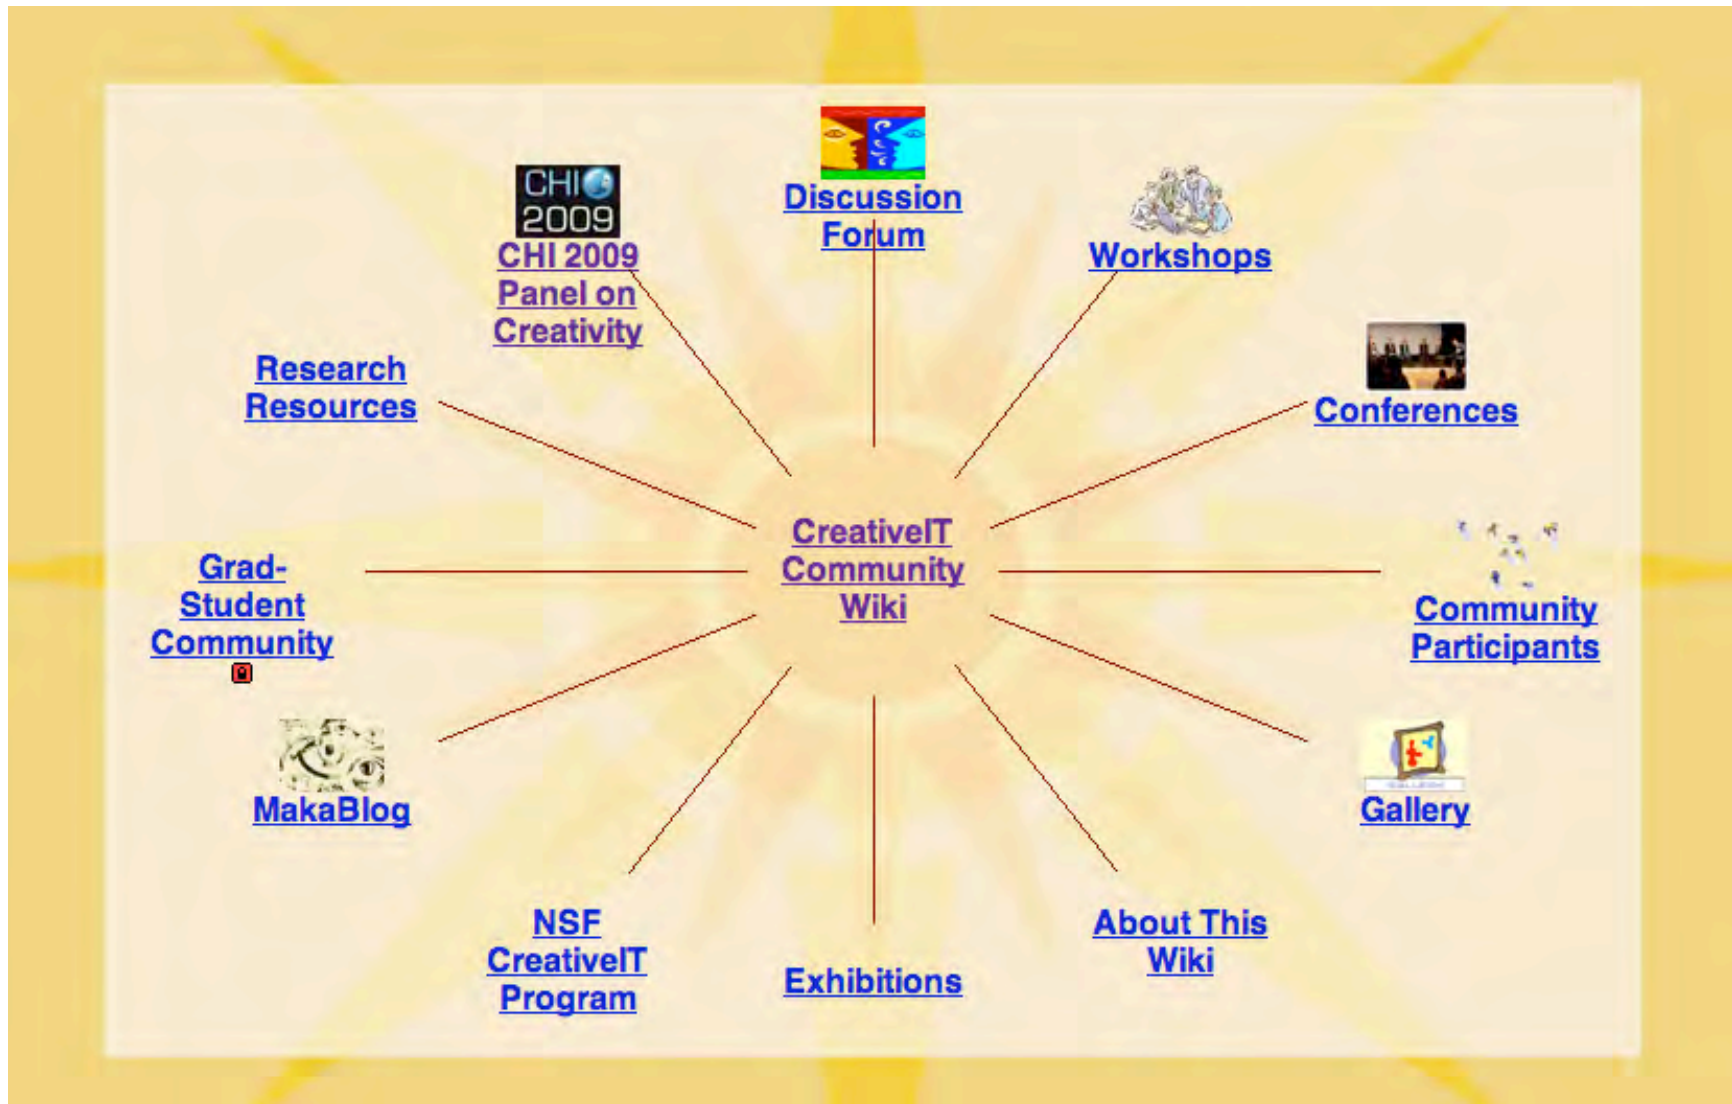 CHI
2009
CHI 2009
Panel on
Creativity
Discussion
Forum
Workshops
Research
Resources
Conferences
CreativeIT
Community
Wiki
Grad-
Student
Community
Community
Participants
MakaBlog
Gallery
NSF
CreativeIT
Program
Exhibitions
About This
Wiki